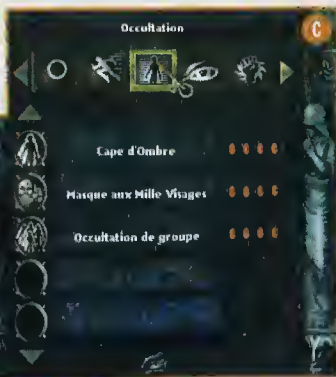 Occultation
C
Cape d'Ombre
Masque aux Mille Visages
Occultation de groupe